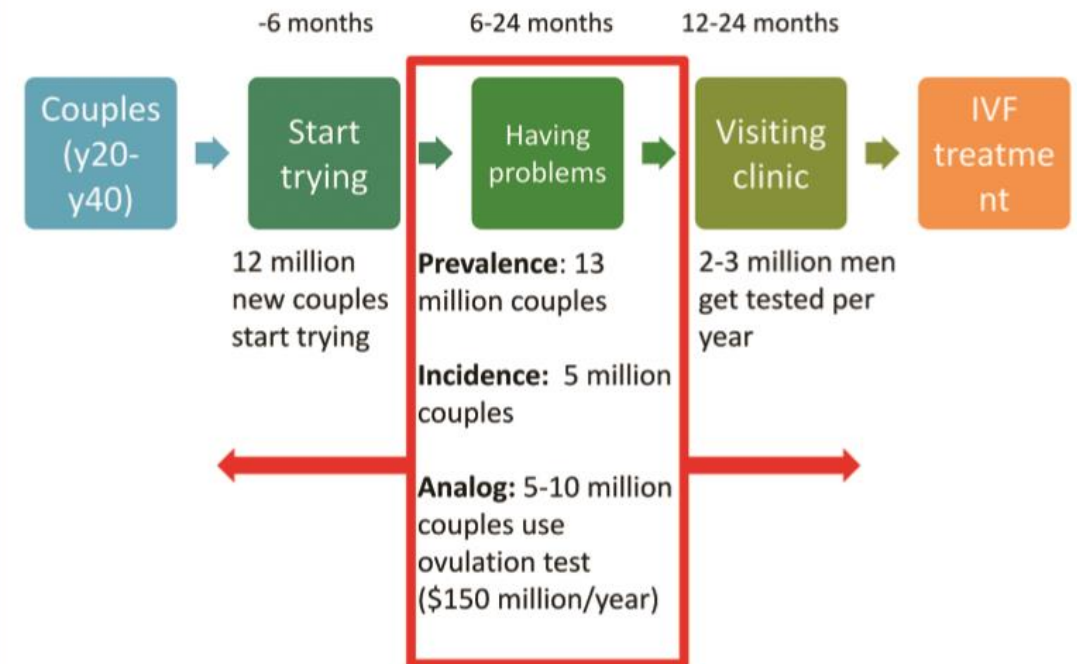 -6 months
6-24 months
12-24 months
Couples
(y20-
y40)
Start
trying
Having
problems
Visiting
clinic
IVF
treatme
nt
12 million
new couples
start trying
Prevalence: 13
million couples
Incidence:  5 million
couples
Analog: 5-10 million
couples use
ovulation test
($150 million/year)
2-3 million men
get tested per
year